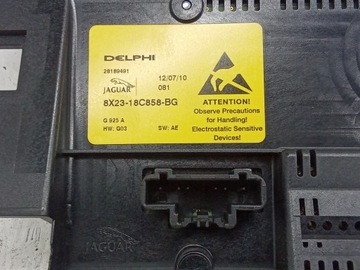 DELPHI
28189491
12/07/10
081
JAGUAR
8X23-18C858-BG
Q 925 A
HW: Q02
SW: AE
ATTENTION!
Observe Precautions
for Handling!
Electrostatic Sensitive
Devices!
JAGUAR